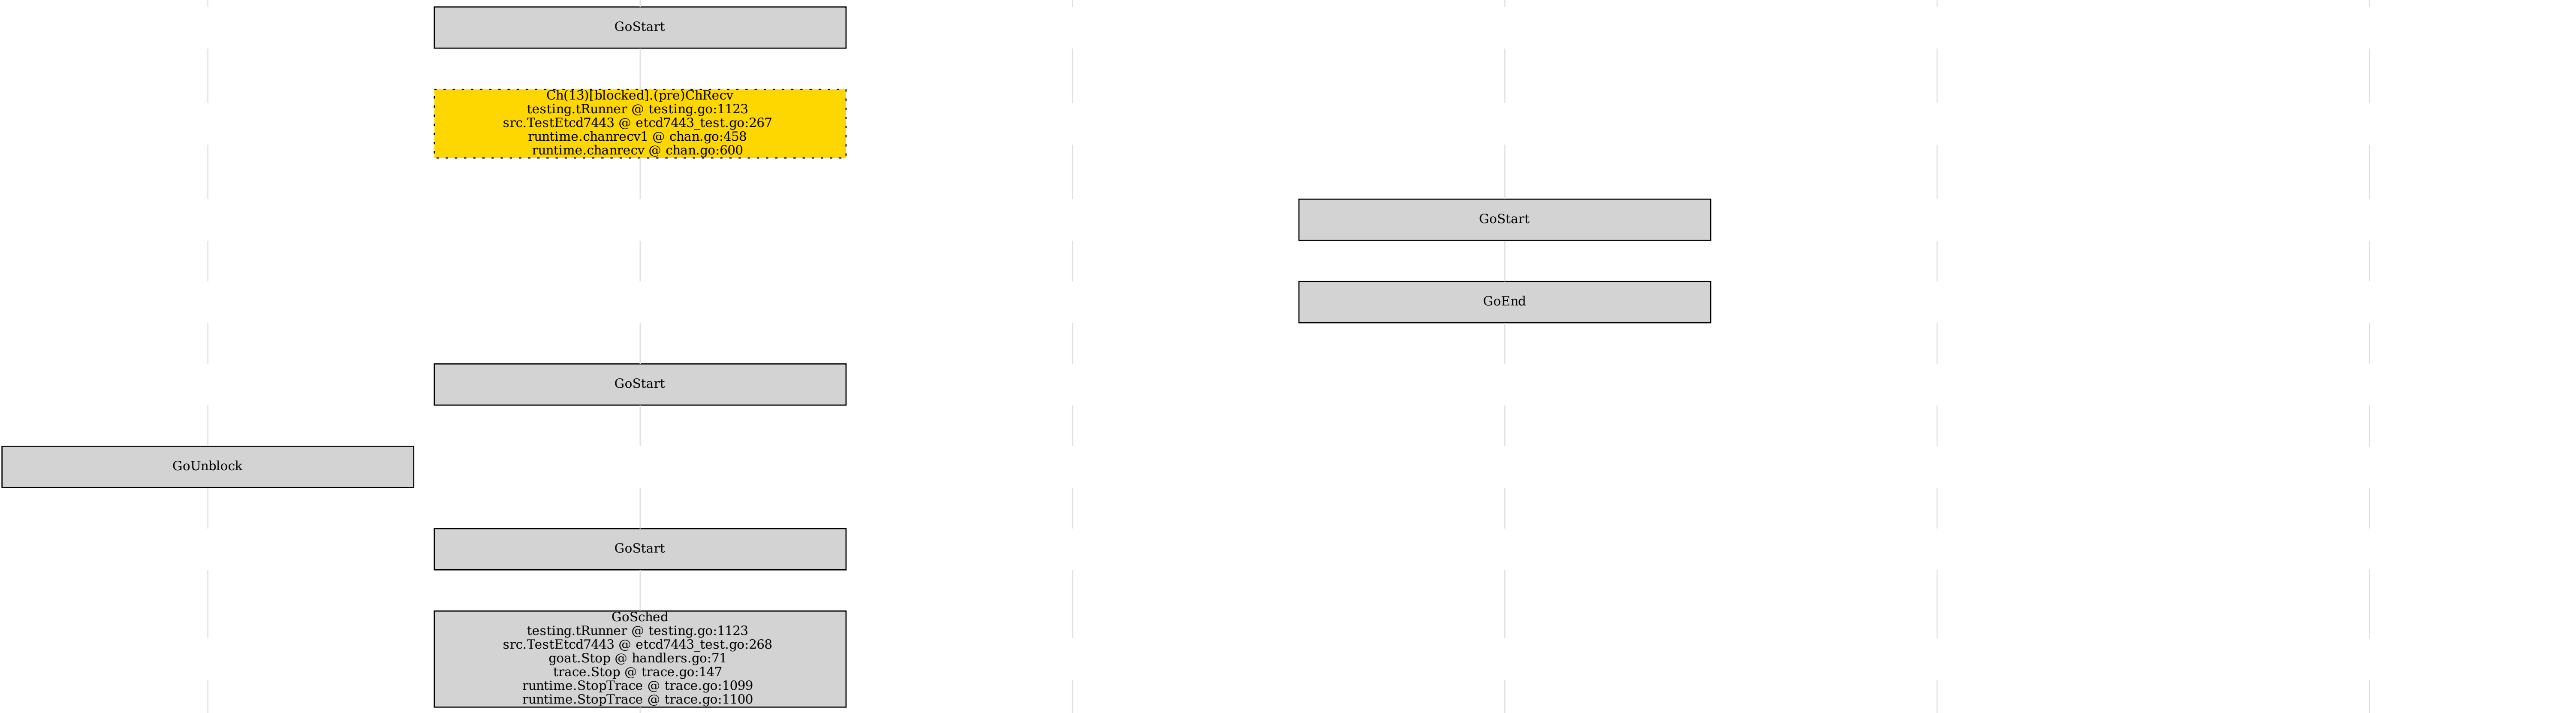 GoStart
Ch(13)[blocked].(pre)ChRecv
testing.tRunner @ testing.go:1123
src.TestEtcd7443 @ etcd7443_test.go:267
runtime.chanrecv1 @ chan.go:458
runtime.chanrecv @ chan.go:600
GoStart
GoEnd
GoStart
GoUnblock
GoStart
GoSched
testing.tRunner @ testing.go:1123
src.TestEtcd7443 @ etcd7443_test.go:268
goat.Stop @ handlers.go:71
trace.Stop @ trace.go:147
runtime.StopTrace @ trace.go:1099
runtime.StopTrace @ trace.go:1100